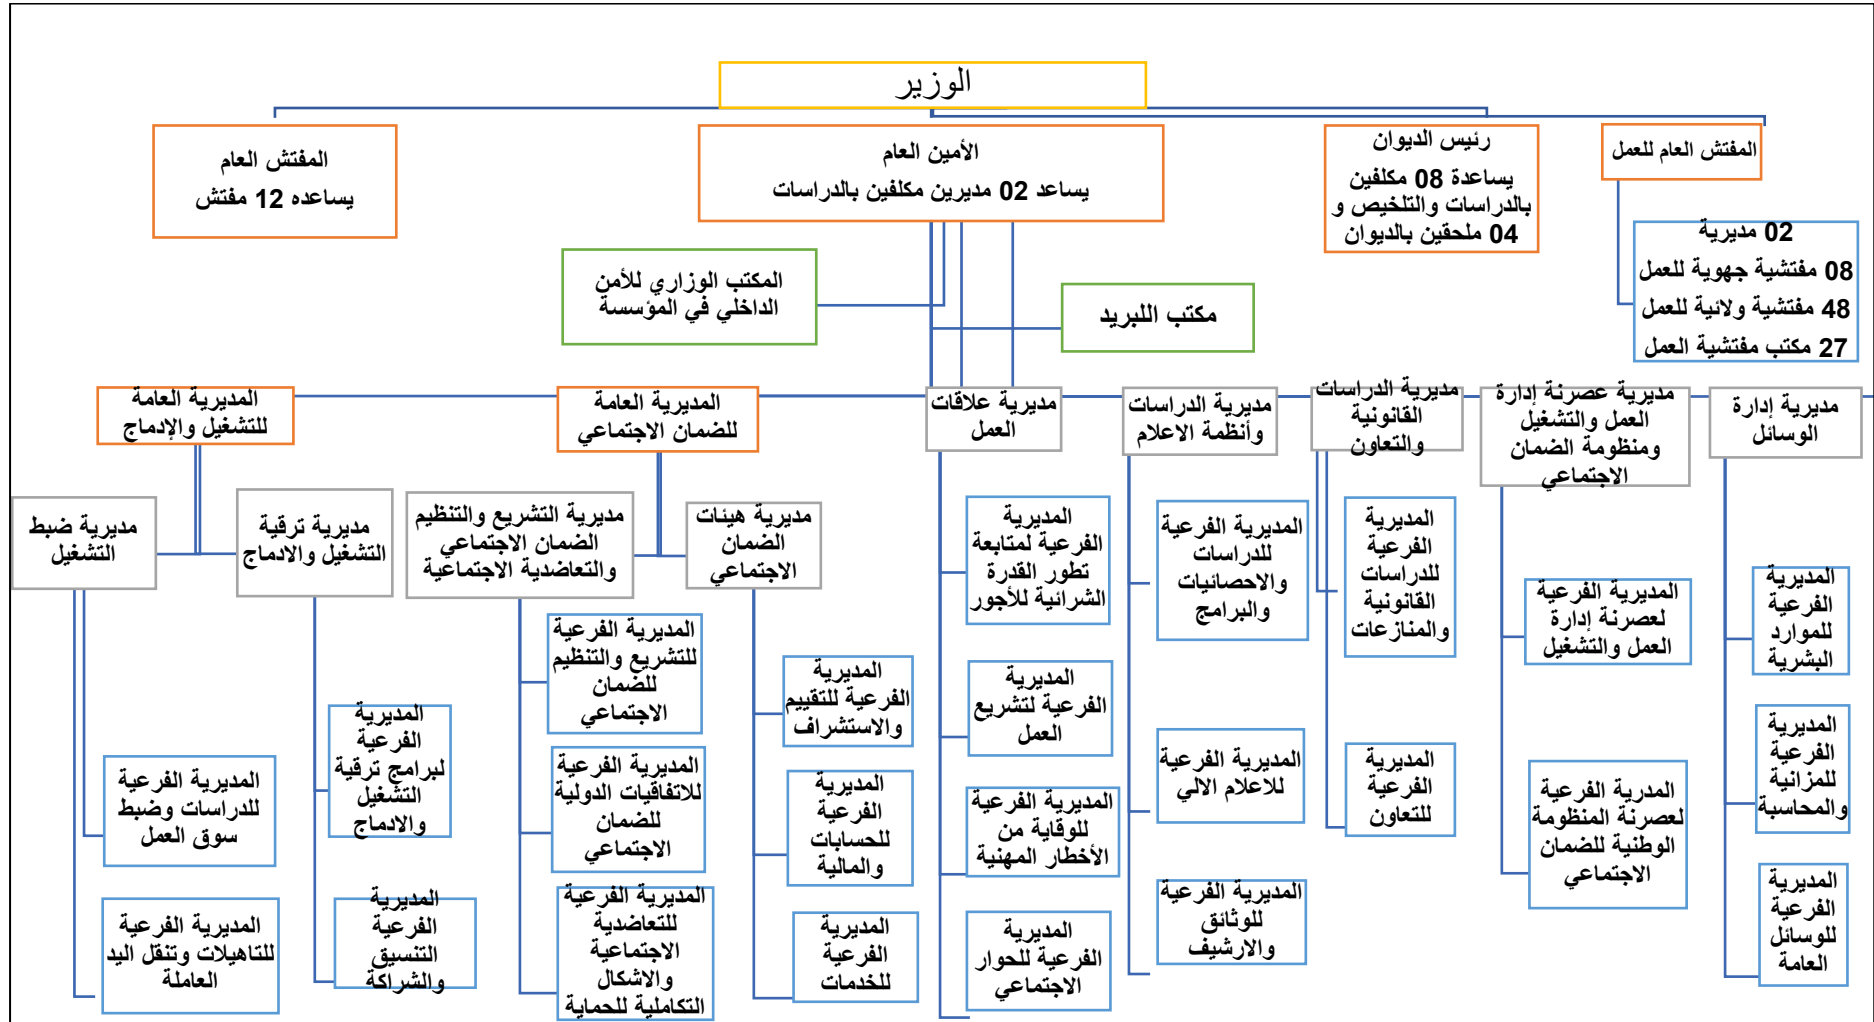 الوزير
المفتش العام للعمل
رئيس الديوان
يساعدة 08 مكلفين
بالدراسات والتلخيص و
04 ملحقين بالديوان
الأمين العام
يساعد 02 مديرين مكلفين بالدراسات
المفتش العام
يساعده 12 مفتش
02 مديرية
08 مفتشية جهوية للعمل
48 مفتشية ولائية للعمل
27 مكتب مفتشية العمل
مكتب اللبريد
المكتب الوزاري للأمن
الداخلي في المؤسسة
مديرية إدارة
الوسائل
مديرية عصرنة إدارة
العمل والتشغيل
ومنظومة الضمان
الاجتماعي
مديرية الدراسات
القانونية
والتعاون
مديرية الدراسات
وأنظمة الاعلام
مديرية علاقات
العمل
المديرية العامة
للضمان الاجتماعي
المديرية العامة
للتشغيل والإدماج
مديرية هيئات
الضمان
الاجتماعي
مديرية التشريع والتنظيم
الضمان الاجتماعي
والتعاضدية الاجتماعية
مديرية ترقية
التشغيل والادماج
مديرية ضبط
التشغيل
المديرية
الفرعية
للموارد
البشرية
المديرية
الفرعية
للمزانية
والمحاسبة
المديرية
الفرعية
للوسائل
العامة
المديرية الفرعية
لعصرنة إدارة
العمل والتشغيل
المدرية الفرعية
لعصرنة المنظومة
الوطنية للضمان
الاجتماعي
المديرية
الفرعية
للدراسات
القانونية
والمنازعات
المديرية
الفرعية
للتعاون
المديرية الفرعية
للدراسات
والاحصائيات
والبرامج
المديرية الفرعية
للاعلام الالي
المديرية الفرعية
للوثائق
والارشيف
المديرية
الفرعية لمتابعة
تطور القدرة
الشرائية للأجور
المديرية
الفرعية لتشريع
العمل
المديرية الفرعية
للوقاية من
الأخطار المهنية
المديرية
الفرعية للحوار
الاجتماعي
المديرية
الفرعية للتقييم
والاستشراف
المديرية
الفرعية
للحسابات
والمالية
المديرية
الفرعية
للخدمات
المديرية الفرعية
للتشريع والتنظيم
للضمان
الاجتماعي
المديرية الفرعية
للاتفاقيات الدولية
للضمان
الاجتماعي
المديرية الفرعية
للتعاضدية
الاجتماعية
والاشكال
التكاملية للحماية
المديرية
الفرعية
لبرامج ترقية
التشغيل
والادماج
المديرية
الفرعية
التنسيق
والشراكة
المديرية الفرعية
للدراسات وضبط
سوق العمل
المديرية الفرعية
للتاهيلات وتنقل اليد
العاملة